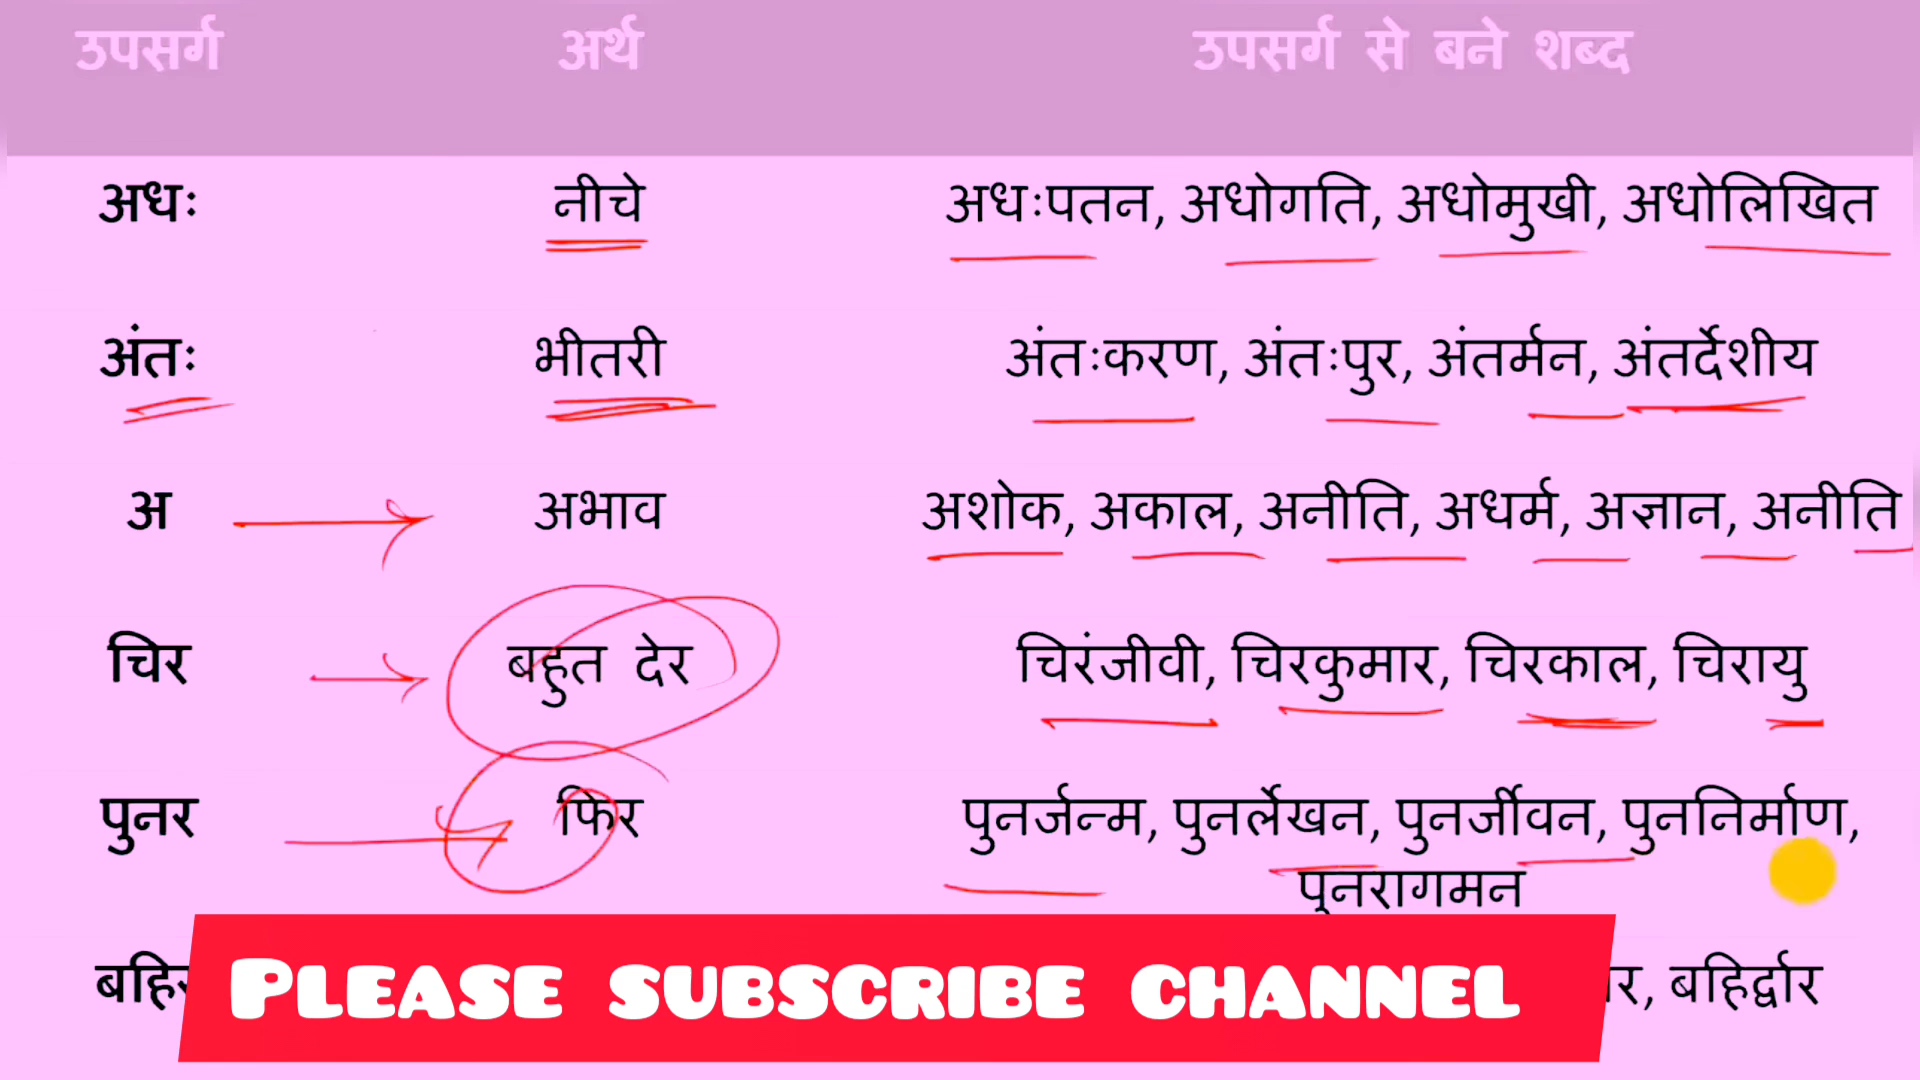 उपसर्ग अर्थ उपसर्ग से बने शब्द
अधः नीचे अधःपतन, अधोगति, अधोमुखी, अधोलिखित
अंतः भीतरी अंतःकरण, अंतःपुर, अंतर्मन, अंतर्देशीय
अ अभाव अशोक, अकाल, अनीति, अधर्म, अज्ञान, अनीति
चिर बहुत देर चिरंजीवी, चिरकुमार, चिरकाल, चिरायु
पुनर फिर पुनर्जन्म, पुनर्लेखन, पुनर्जीवन, पुननिर्माण,
पुनरागमन
बहिर्द्वार
PLEASE SUBSCRIBE CHANNEL